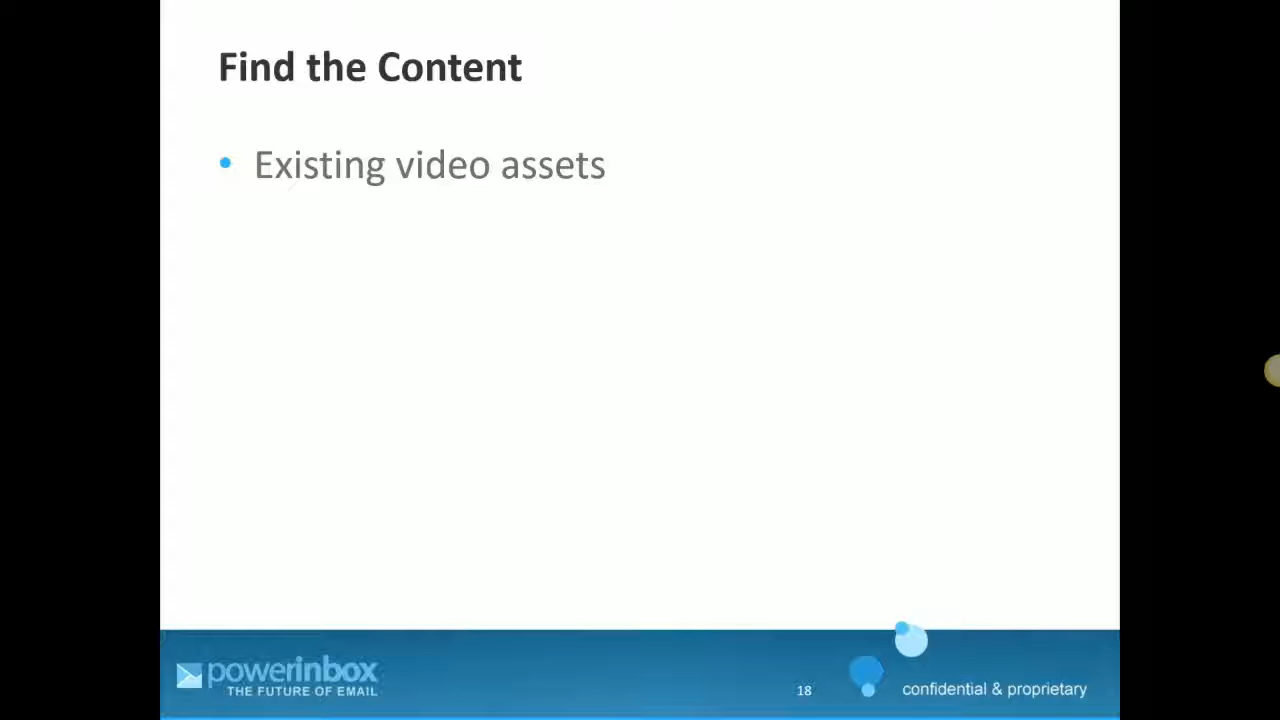 Find the Content
• Existing video assets
powerinbox
THE FUTURE OF EMAIL
18
confidential & proprietary